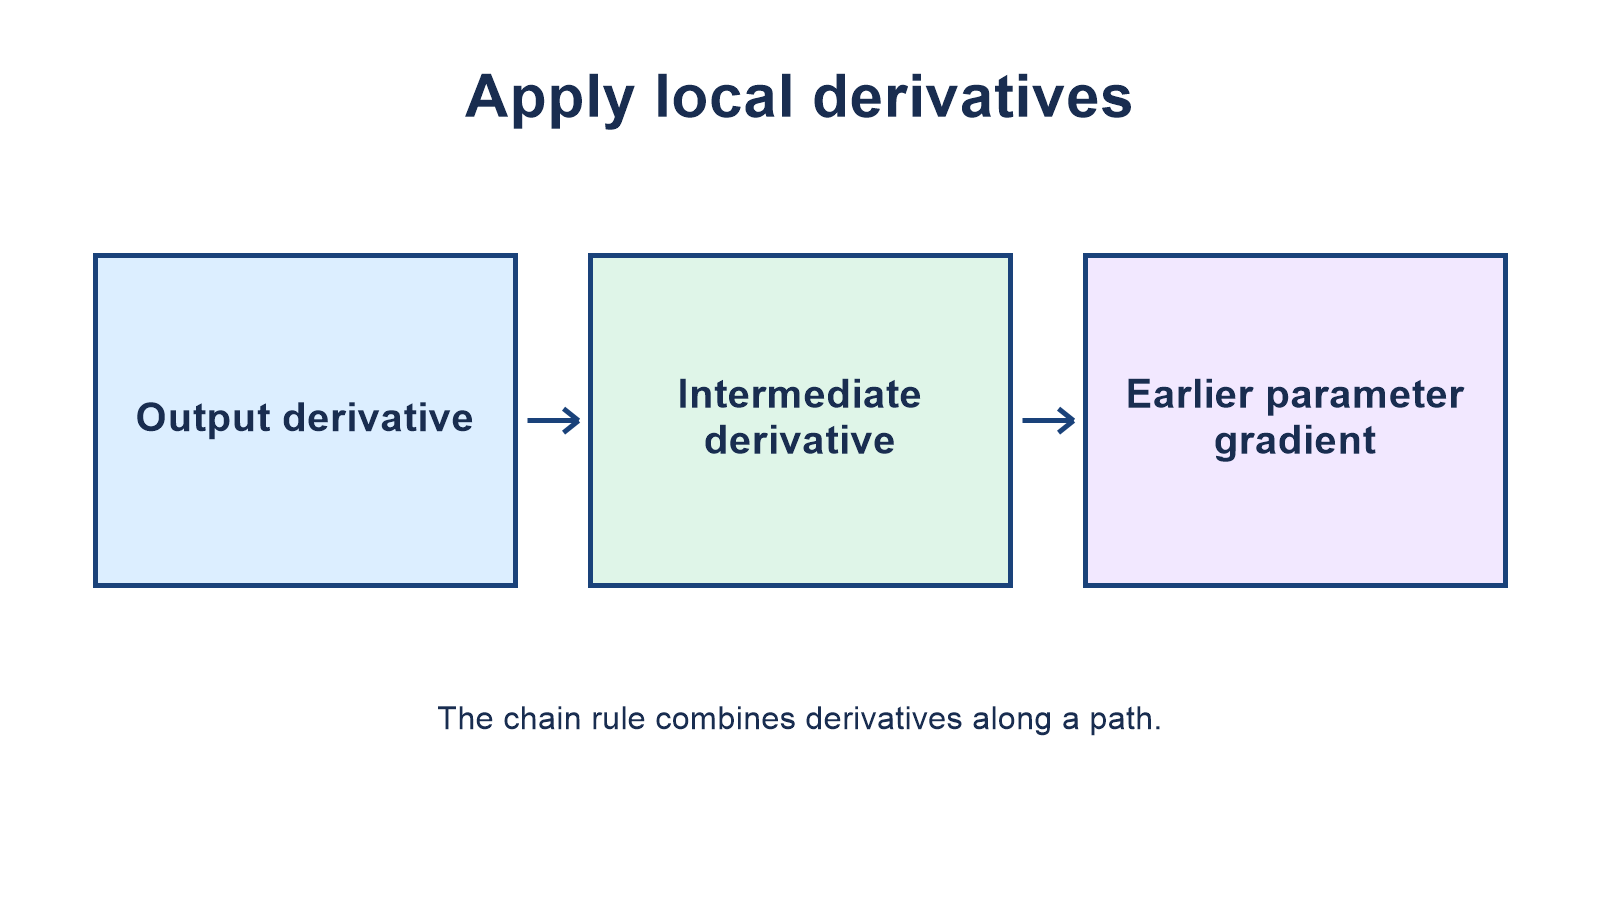 Apply local derivatives
Output derivative
Intermediate
derivative
Earlier parameter
gradient
The chain rule combines derivatives along a path.